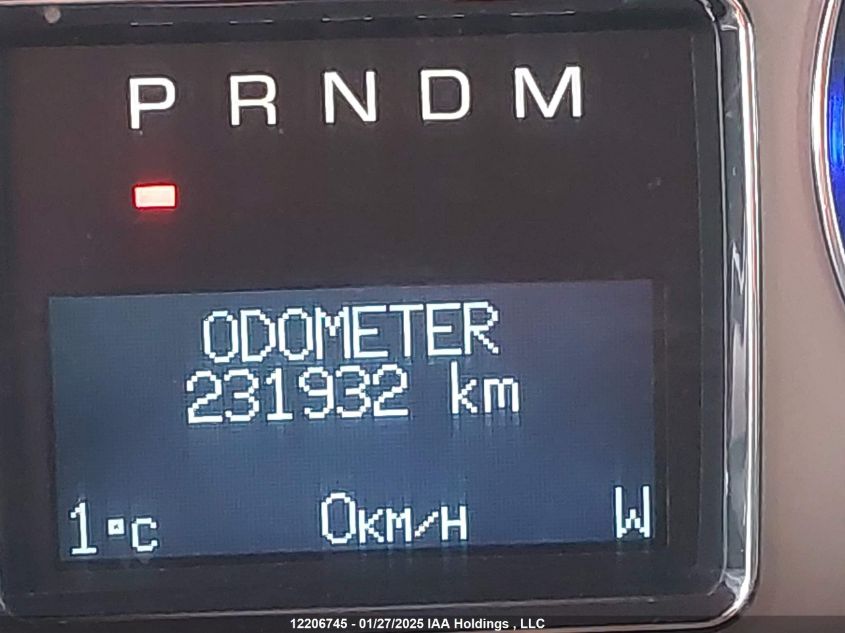 P R N D M
ODOMETER
231932 km
1°C 0KM/H W
12206745 - 01/27/2025 IAA Holdings , LLC